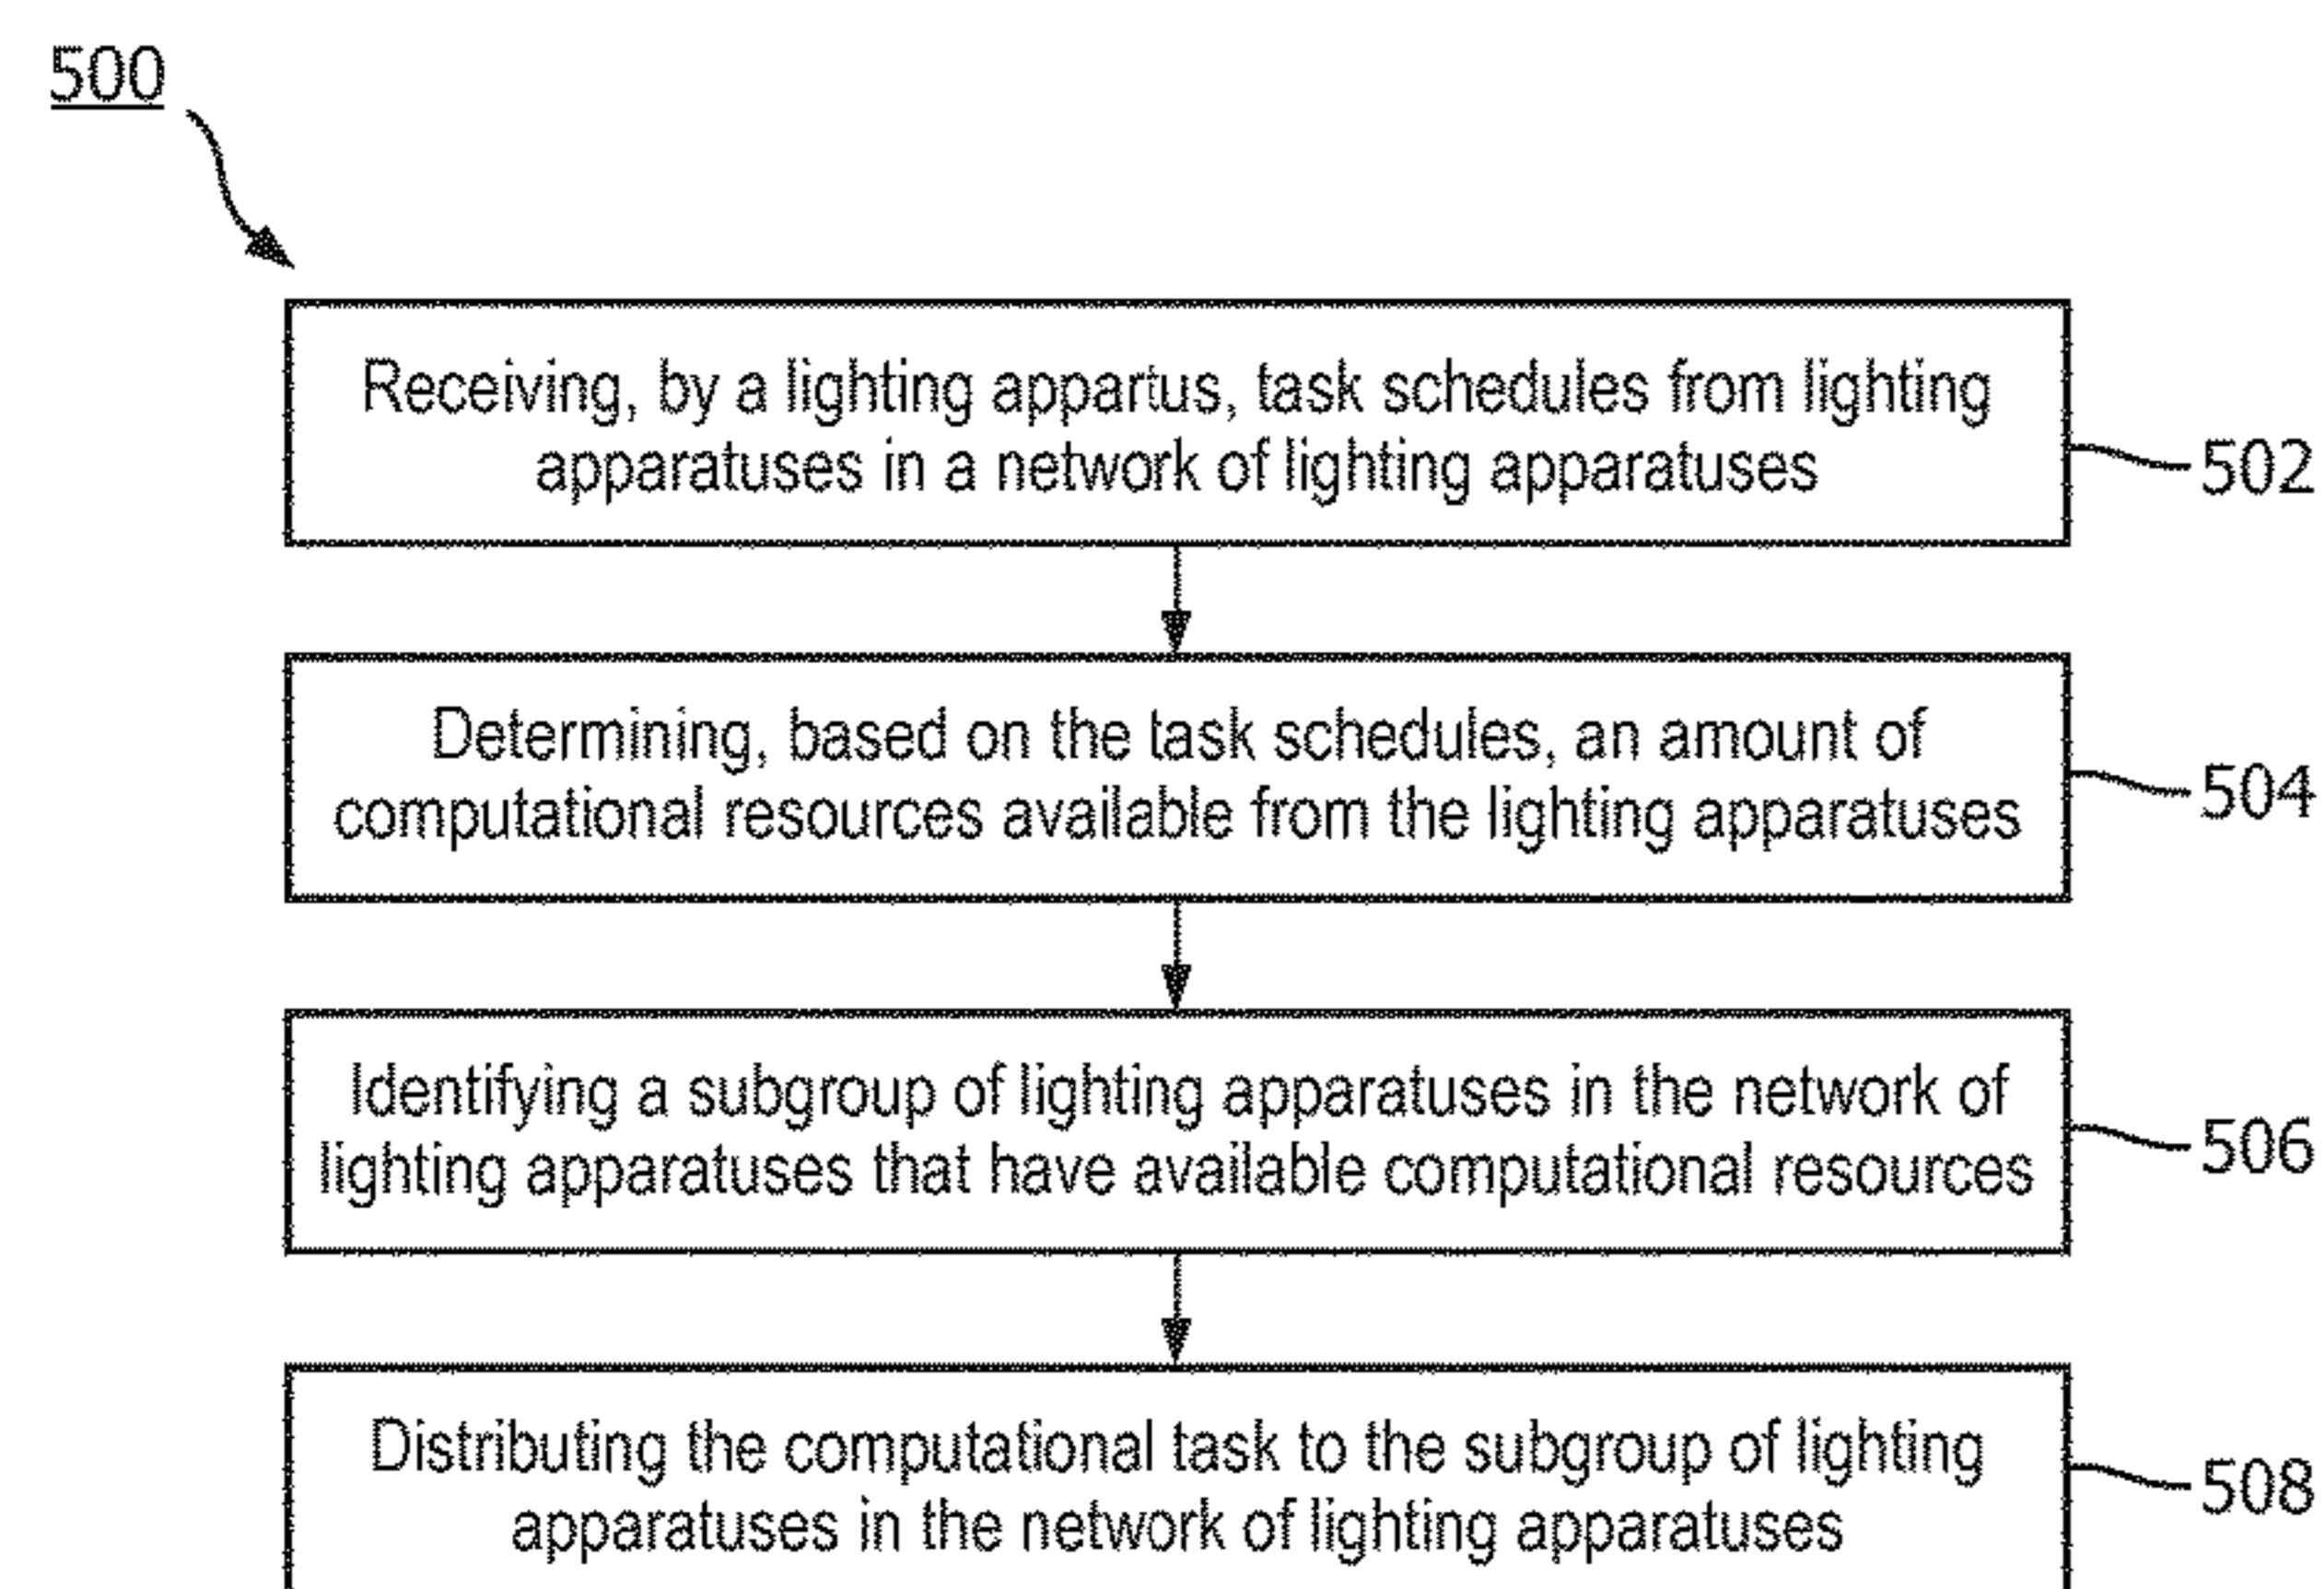 500
Receiving, by a lighting appartus, task schedules from lighting
apparatuses in a network of lighting apparatuses
502
Determining, based on the task schedules, an amount of
computational resources available from the lighting apparatuses
504
Identifying a subgroup of lighting apparatuses in the network of
lighting apparatuses that have available computational resources
506
Distributing the computational task to the subgroup of lighting
apparatuses in the network of lighting apparatuses
508